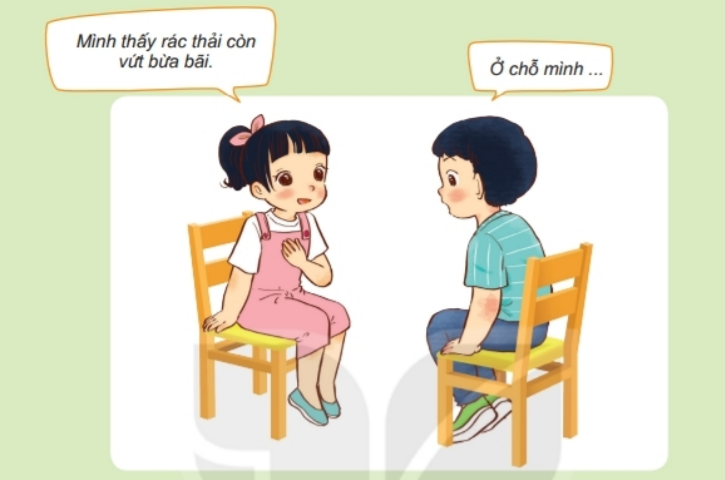 Mình thấy rác thải còn
vứt bừa bãi.
Ở chỗ mình ...